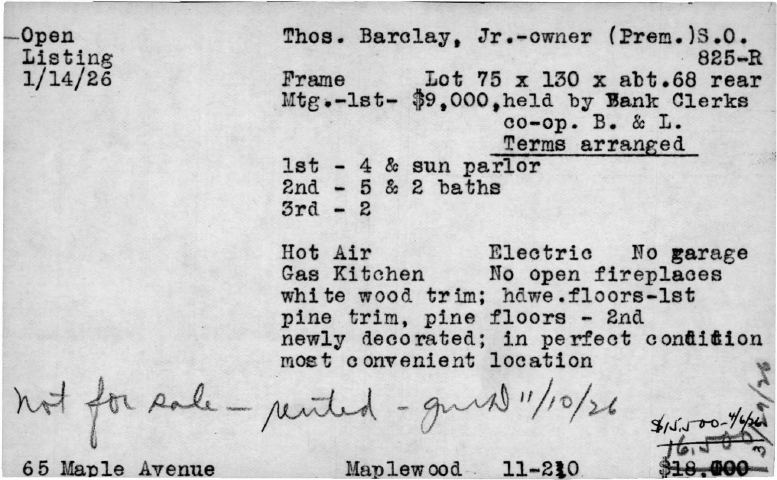 Open Thos. Barclay, Jr.-owner (Prem.)S.O.
Listing 825-R
1/14/26 Frame Lot 75 x 130 x abt.68 rear
Mtg.-1st- $9,000,held by Bank Clerks
co-op. B. & L.
Terms arranged
1st - 4 & sun parlor
2nd - 5 & 2 baths
3rd - 2
Hot Air Electric No garage
Gas Kitchen No open fireplaces
white wood trim; hdwe.floors-1st
pine trim, pine floors - 2nd
newly decorated; in perfect condition
most convenient location
not for sale - rented - 11/10/26
$15,500-4/6/26
16,500
65 Maple Avenue Maplewood $18,000